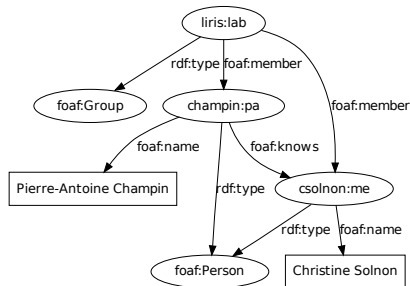 liris:lab
rdf:type
foaf:member
foaf:Group
champin:pa
foaf:member
foaf:name
foaf:knows
Pierre-Antoine Champin
rdf:type
csolnon:me
rdf:type
foaf:name
foaf:Person
Christine Solnon